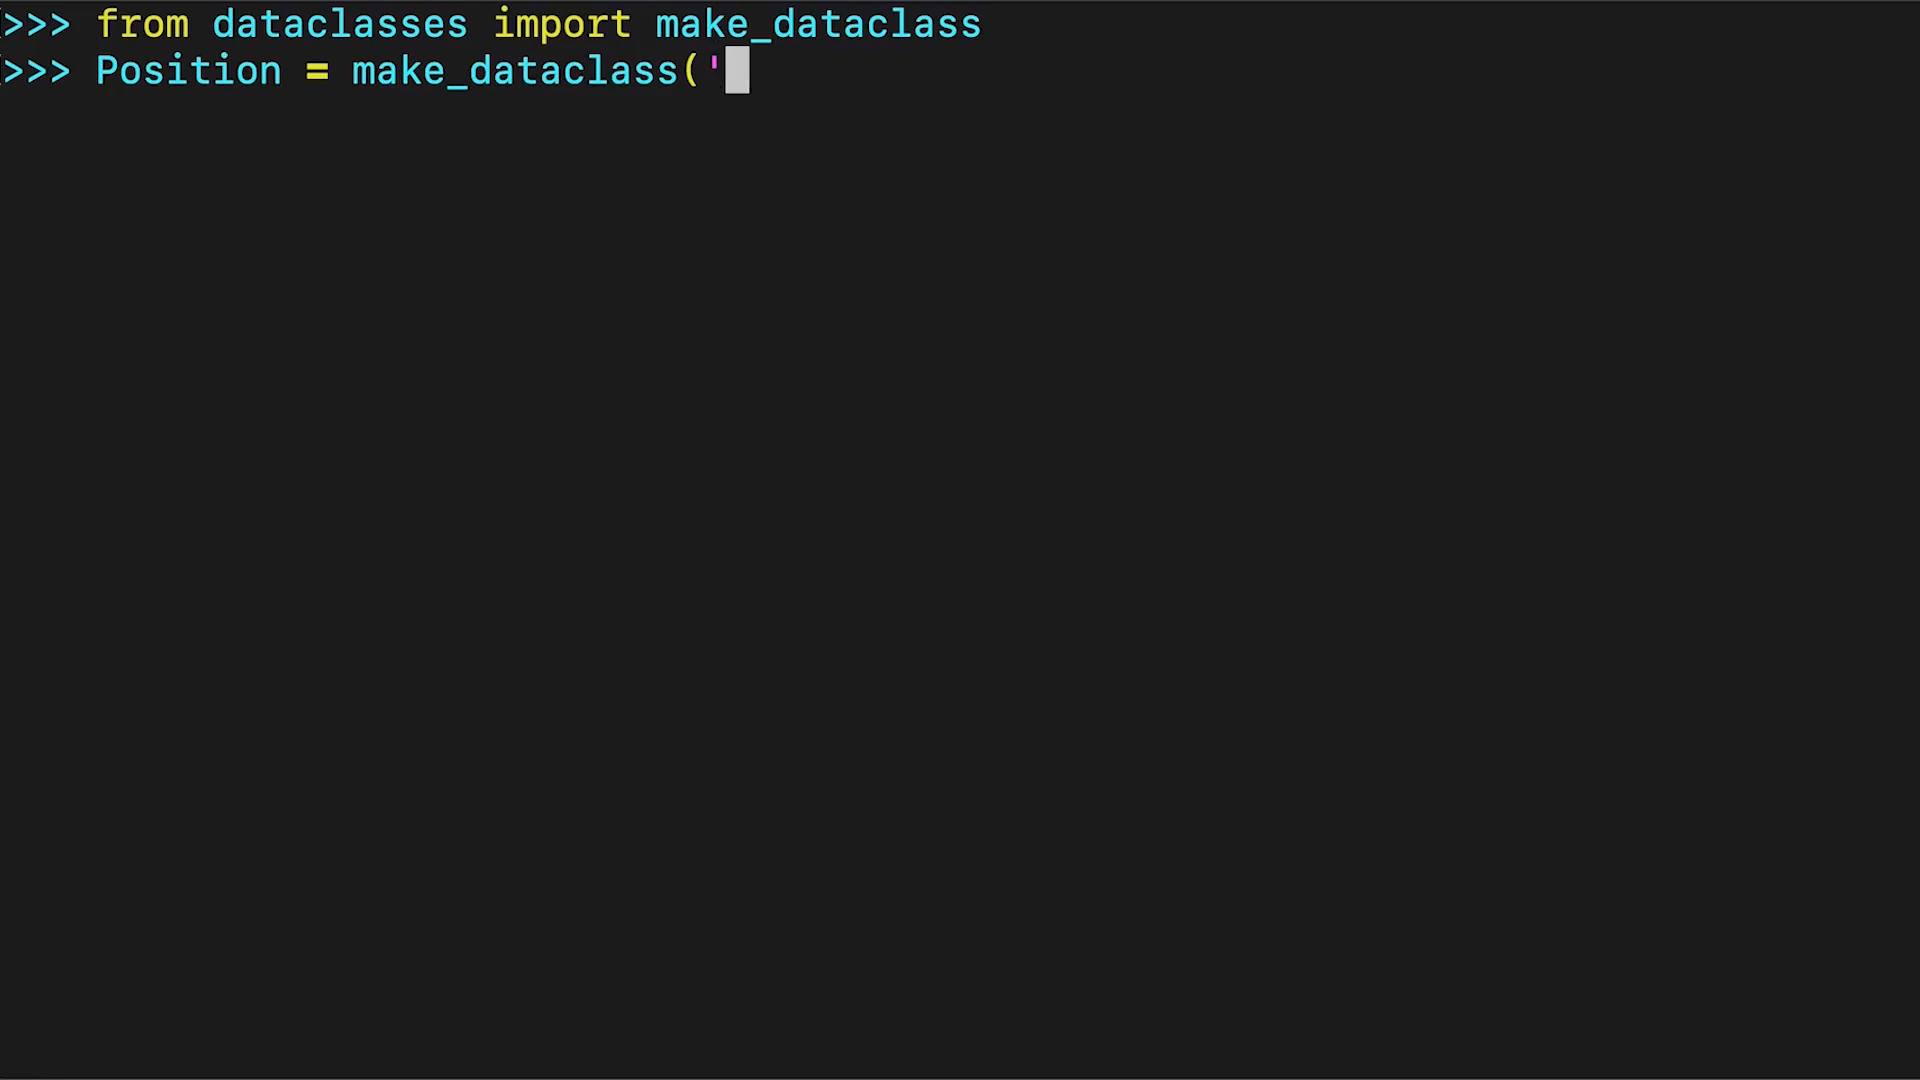 >>> from dataclasses import make_dataclass
>>> Position = make_dataclass('